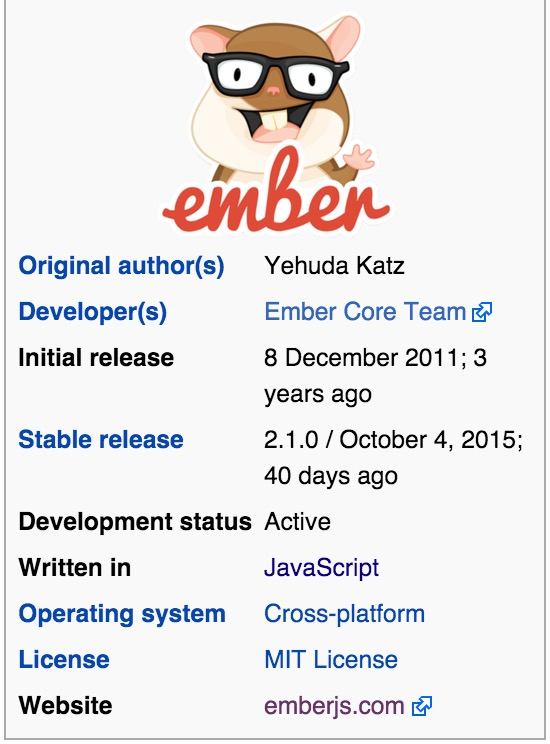 ember
Original author(s) Yehuda Katz
Developer(s) Ember Core Team
Initial release 8 December 2011; 3
years ago
Stable release 2.1.0 / October 4, 2015;
40 days ago
Development status Active
Written in JavaScript
Operating system Cross-platform
License MIT License
Website emberjs.com